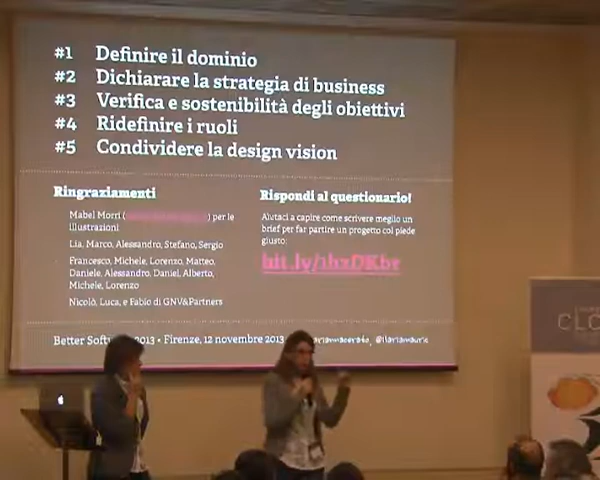 #1 Definire il dominio
#2 Dichiarare la strategia di business
#3 Verifica e sostenibilità degli obiettivi
#4 Ridefinire i ruoli
#5 Condividere la design vision
Ringraziamenti
Mabel Morri ( ) per le
illustrazioni
Lia, Marco, Alessandro, Stefano, Sergio
Francesco, Michele, Lorenzo, Matteo,
Daniele, Alessandro, Daniel, Alberto,
Michele, Lorenzo
Nicolò, Luca, e Fabio di GNV&Partners
Rispondi al questionario!
Aiutaci a capire come scrivere meglio un
brief per far partire un progetto col piede
giusto:
Better 2013 • Firenze, 12 novembre 2013
@ilariamauric